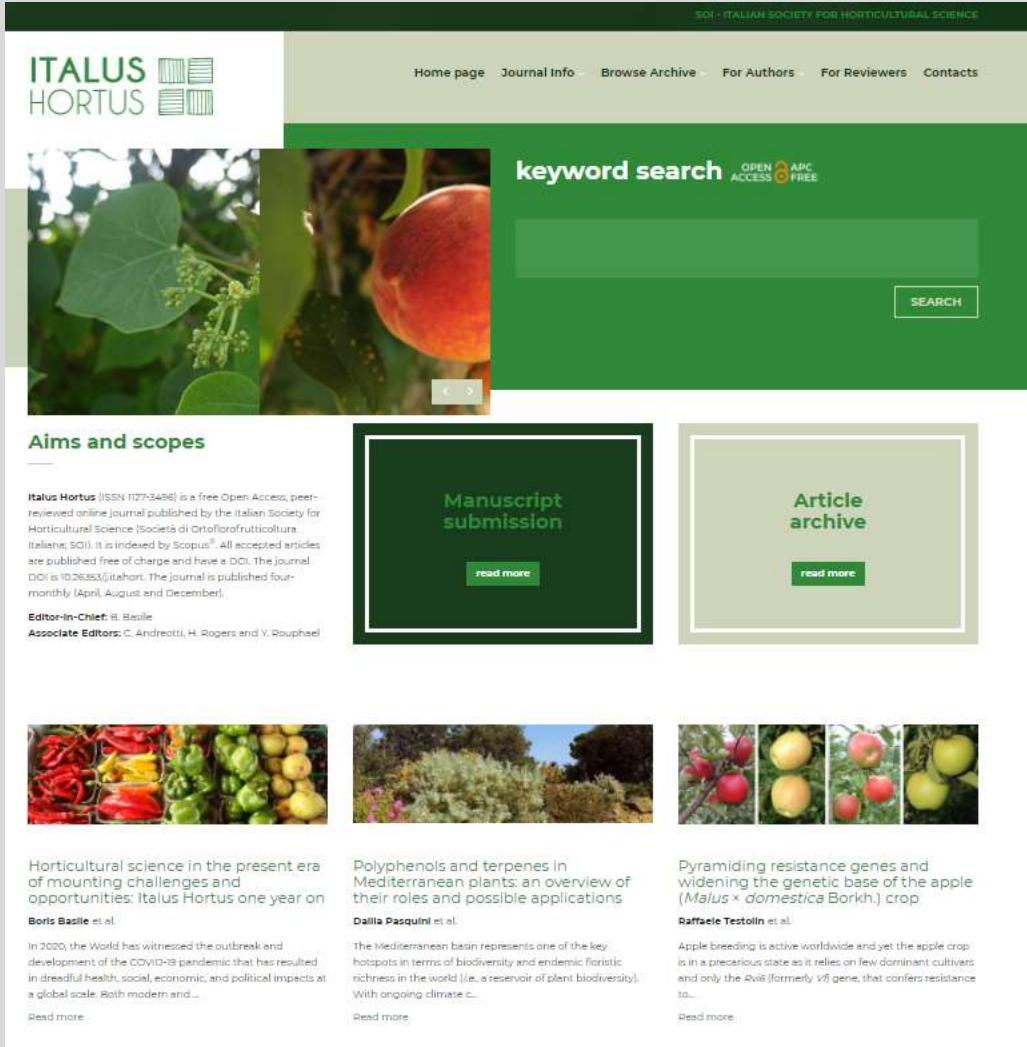 SOI - ITALIAN SOCIETY FOR HORTICULTURAL SCIENCE
ITALUS
HORTUS
Home page Journal Info Browse Archive For Authors For Reviewers Contacts
keyword search OPEN ACCESS APC FREE
SEARCH
Aims and scopes
Italus Hortus (ISSN 1127-3496) is a free Open Access, peer-
reviewed online journal published by the Italian Society for
Horticultural Science (Società di Ortoflorofrutticoltura
Italiana; SOI). It is indexed by Scopus®. All accepted articles
are published free of charge and have a DOI. The journal
DOI is 10.26353/j.itahort. The journal is published four-
monthly (April, August and December).
Editor-in-Chief: B. Basile
Associate Editors: C. Andreotti, H. Rogers and Y. Rouphael
Manuscript
submission
read more
Article
archive
read more
Horticultural science in the present era
of mounting challenges and
opportunities: Italus Hortus one year on
Boris Basile et al.
In 2020, the World has witnessed the outbreak and
development of the COVID-19 pandemic that has resulted
in dreadful health, social, economic, and political impacts at
a global scale. Both modern and ...
Read more
Polyphenols and terpenes in
Mediterranean plants: an overview of
their roles and possible applications
Dalila Pasquini et al.
The Mediterranean basin represents one of the key
hotspots in terms of biodiversity and endemic floristic
richness in the world (i.e., a reservoir of plant biodiversity).
With ongoing climate c...
Read more
Pyramiding resistance genes and
widening the genetic base of the apple
(Malus × domestica Borkh.) crop
Raffaele Testolin et al.
Apple breeding is active worldwide and yet the apple crop
is in a precarious state as it relies on few dominant cultivars
and only the Rvi6 (formerly Vf) gene, that confers resistance
to...
Read more